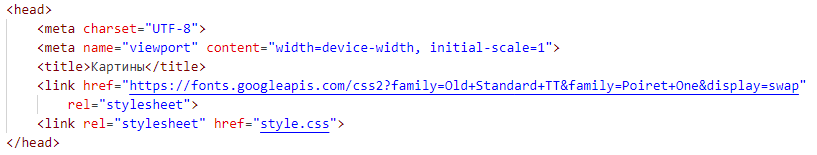 <head>
<meta charset="UTF-8">
<meta name="viewport" content="width=device-width, initial-scale=1">
<title>Картины</title>
<link href="https://fonts.googleapis.com/css2?family=Old+Standard+TT&family=Poiret+One&display=swap"
rel="stylesheet">
<link rel="stylesheet" href="style.css">
</head>